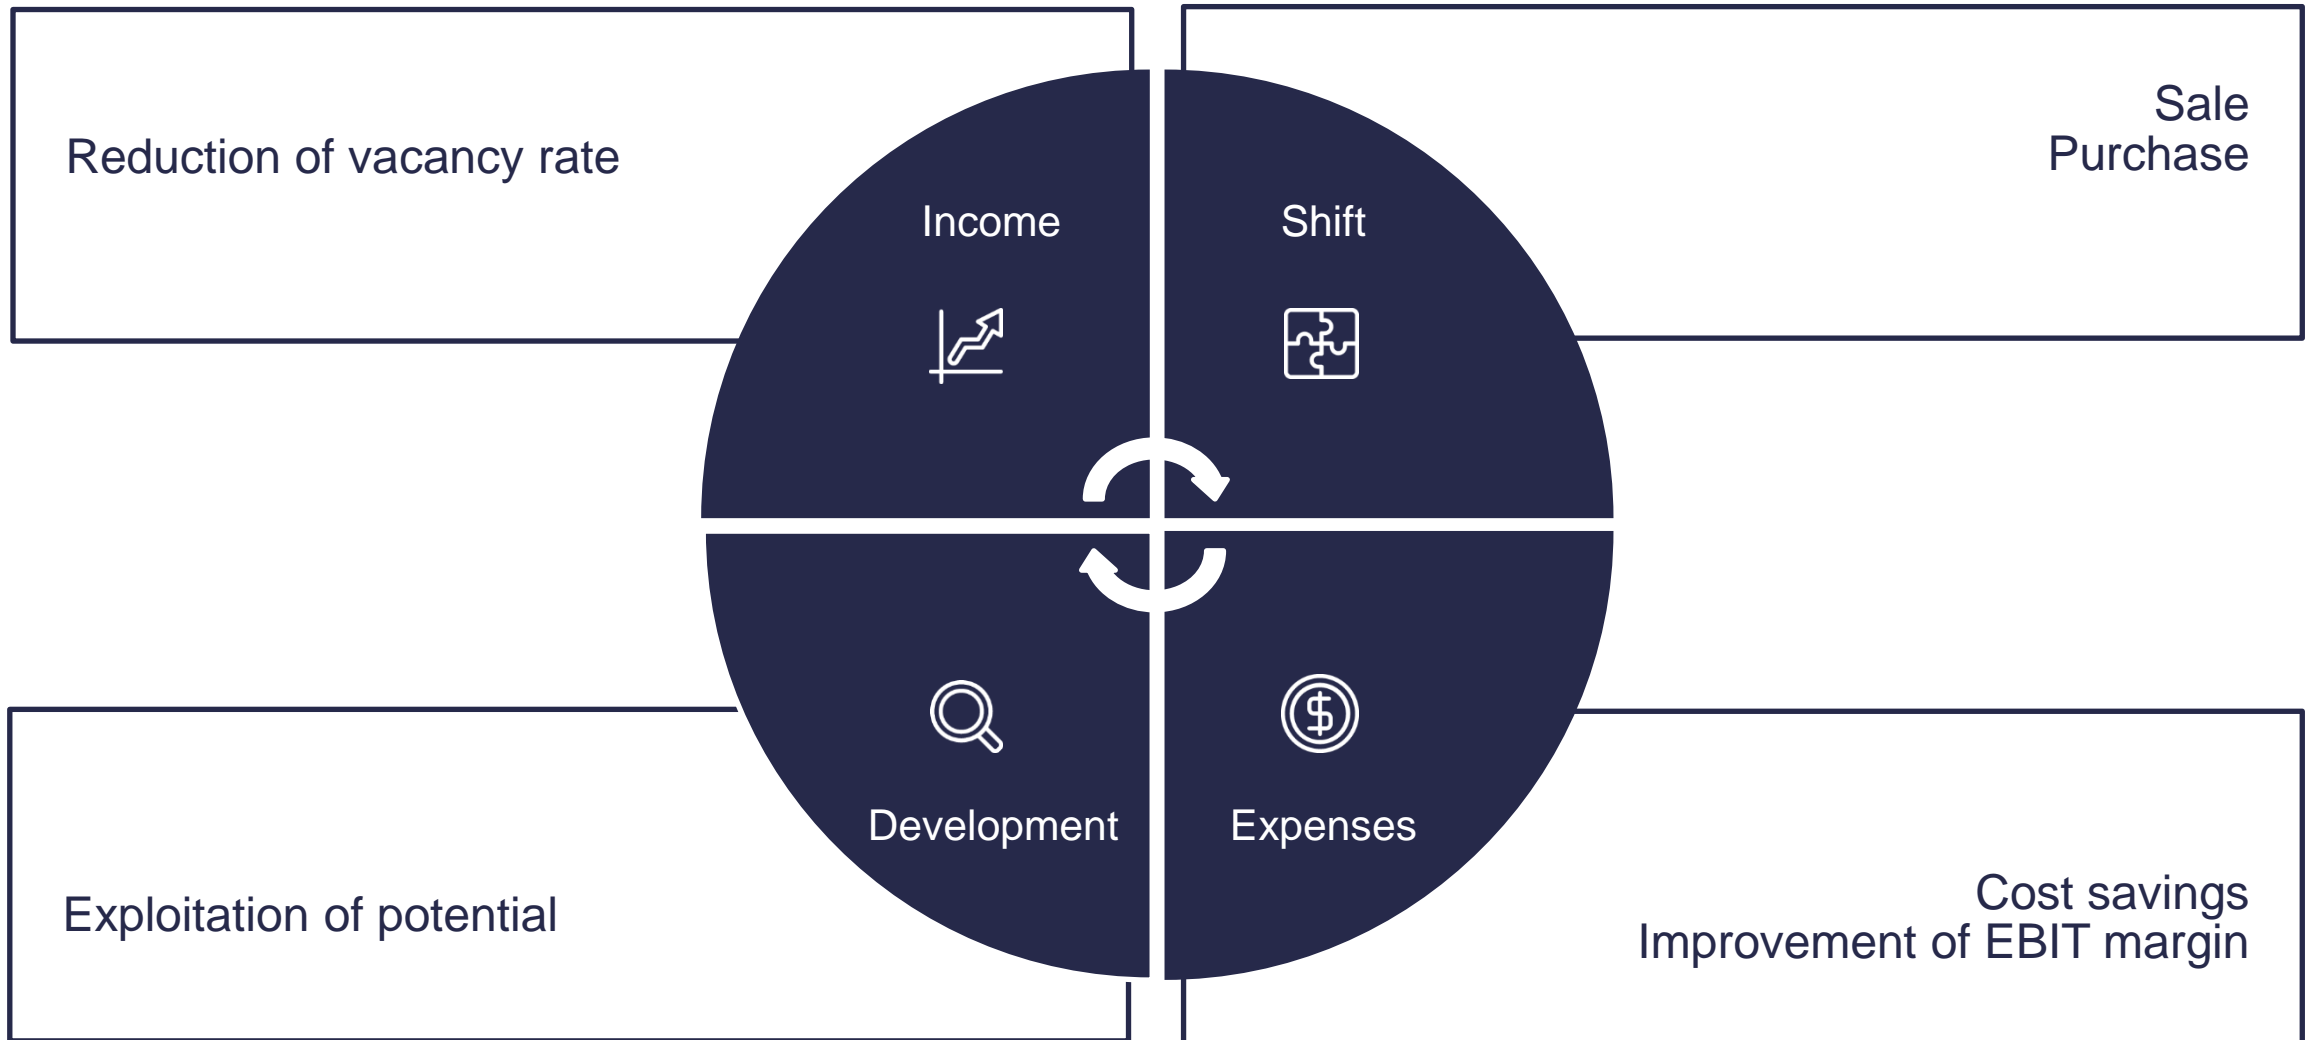 Reduction of vacancy rate
Sale
Purchase
Income
Shift
Development
Expenses
Exploitation of potential
Cost savings
Improvement of EBIT margin